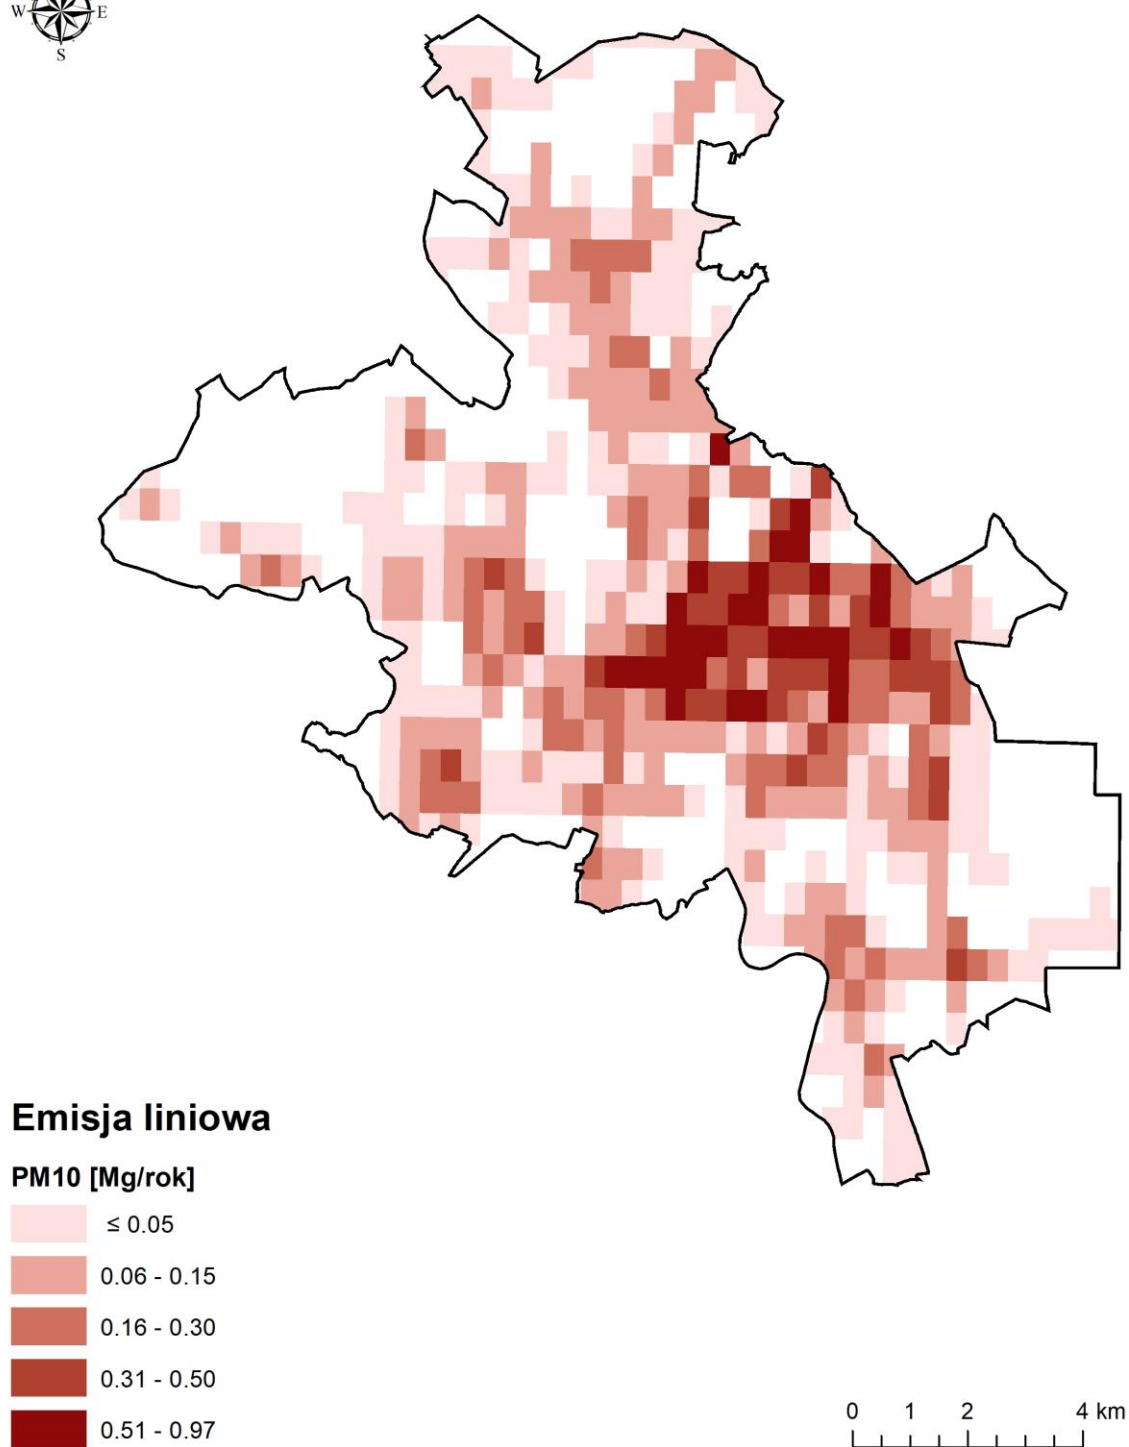 W E
S
Emisja liniowa
PM10 [Mg/rok]
≤ 0.05
0.06 - 0.15
0.16 - 0.30
0.31 - 0.50
0.51 - 0.97
0 1 2 4 km